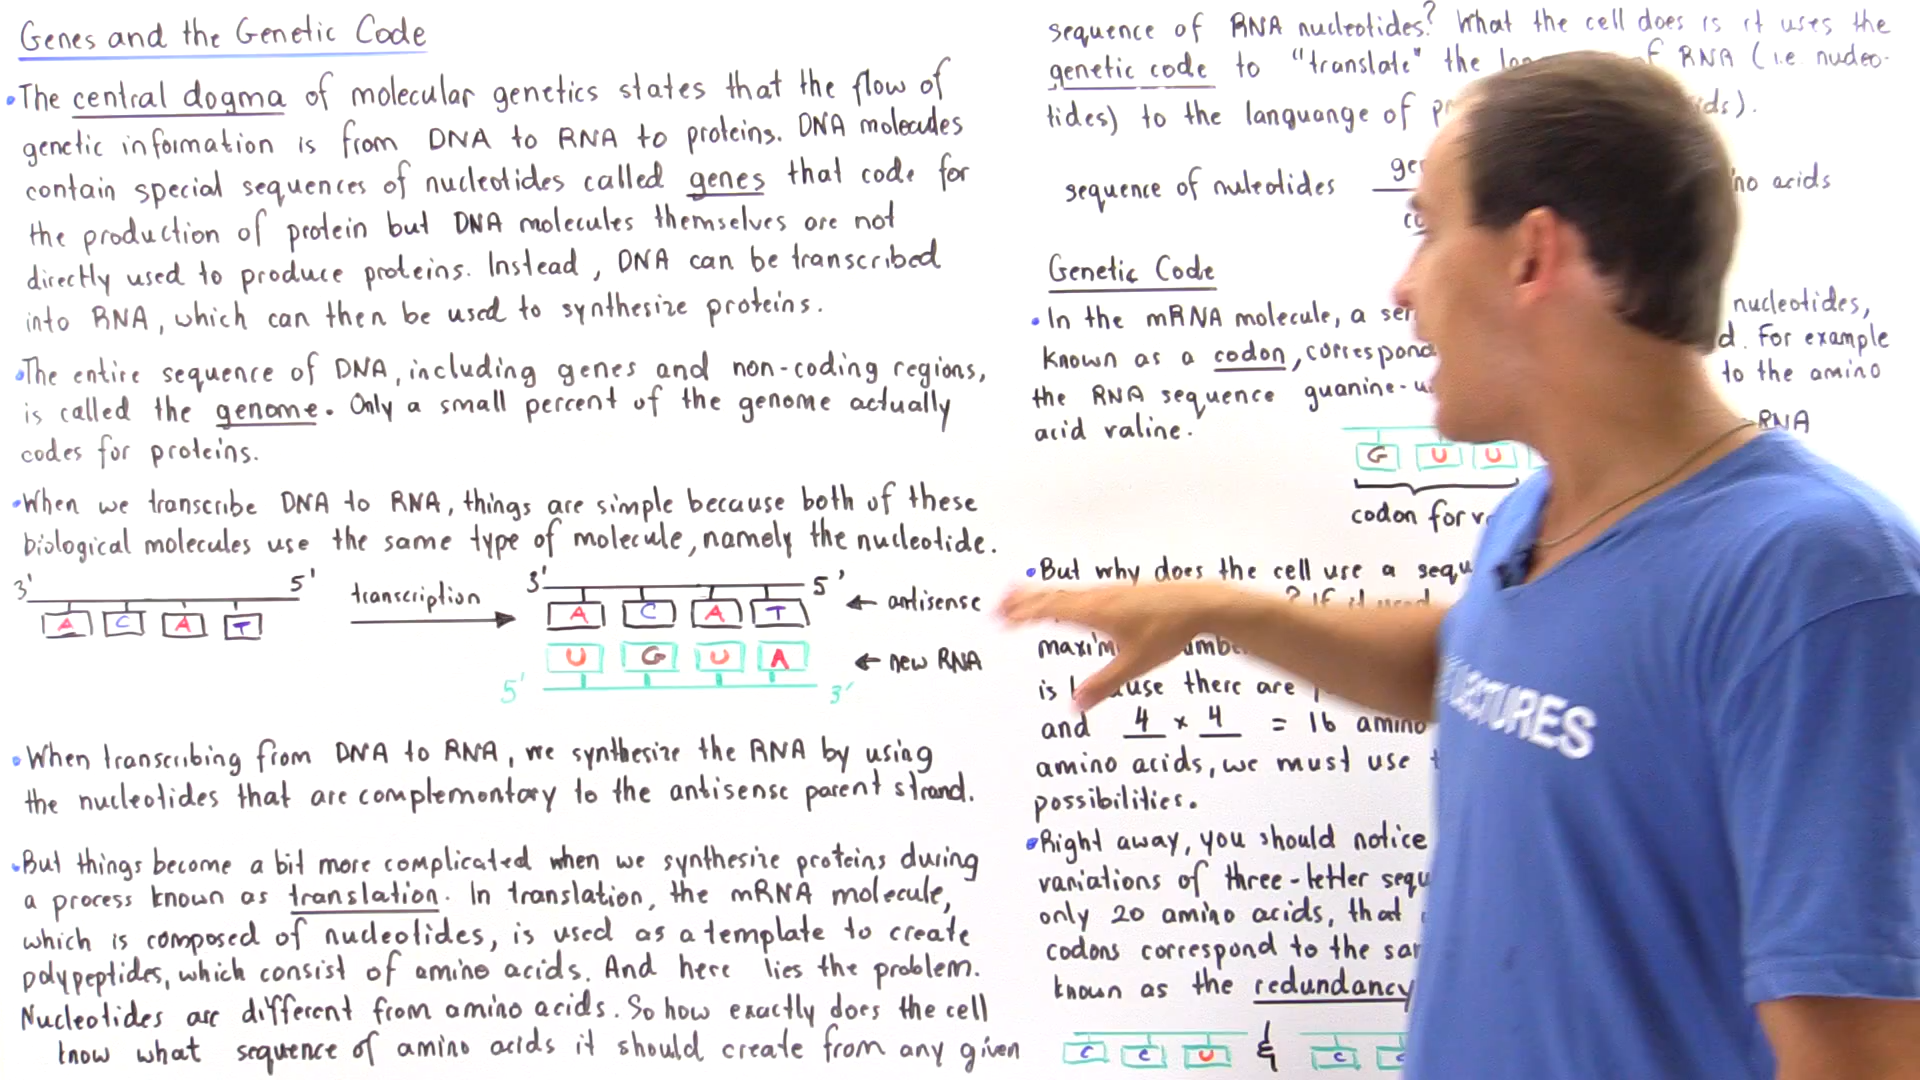 Genes and the Genetic Code
•The central dogma of molecular genetics states that the flow of
genetic information is from DNA to RNA to proteins. DNA molecules
contain special sequences of nucleotides called genes that code for
the production of protein but DNA molecules themselves are not
directly used to produce proteins. Instead, DNA can be transcribed
into RNA, which can then be used to synthesize proteins.
•The entire sequence of DNA, including genes and non-coding regions,
is called the genome. Only a small percent of the genome actually
codes for proteins.
•When we transcribe DNA to RNA, things are simple because both of these
biological molecules use the same type of molecule, namely the nucleotide.
3' 5' transcription 3' 5' ← antisense
A C A T A C A T
U G U A ← new RNA
5' 3'
•When transcribing from DNA to RNA, we synthesize the RNA by using
the nucleotides that are complementory to the antisense parent strand.
•But things become a bit more complicated when we synthesize proteins during
a process known as translation. In translation, the mRNA molecule,
which is composed of nucleotides, is used as a template to create
polypeptides, which consist of amino acids. And here lies the problem.
Nucleotides are different from amino acids. So how exactly does the cell
know what sequence of amino acids it should create from any given
sequence of RNA nucleotides? What the cell does is it uses the
genetic code to "translate" the of RNA (i.e. nucleo-
tides) to the languange of
sequence of nuleotides acids
Genetic Code
•In the mRNA molecule, a nucleotides,
known as a codon, For example
the RNA sequence guanine- to the amino
acid valine. RNA
G U U
codon for
•But why does the cell use a
? If it used
is there are
and 4 × 4 = 16 amino
amino acids, we must use
possibilities.
•Right away, you should notice
variations of three-letter
only 20 amino acids, that
codons correspond to the
known as the redundancy
C C U & C
LECTURES